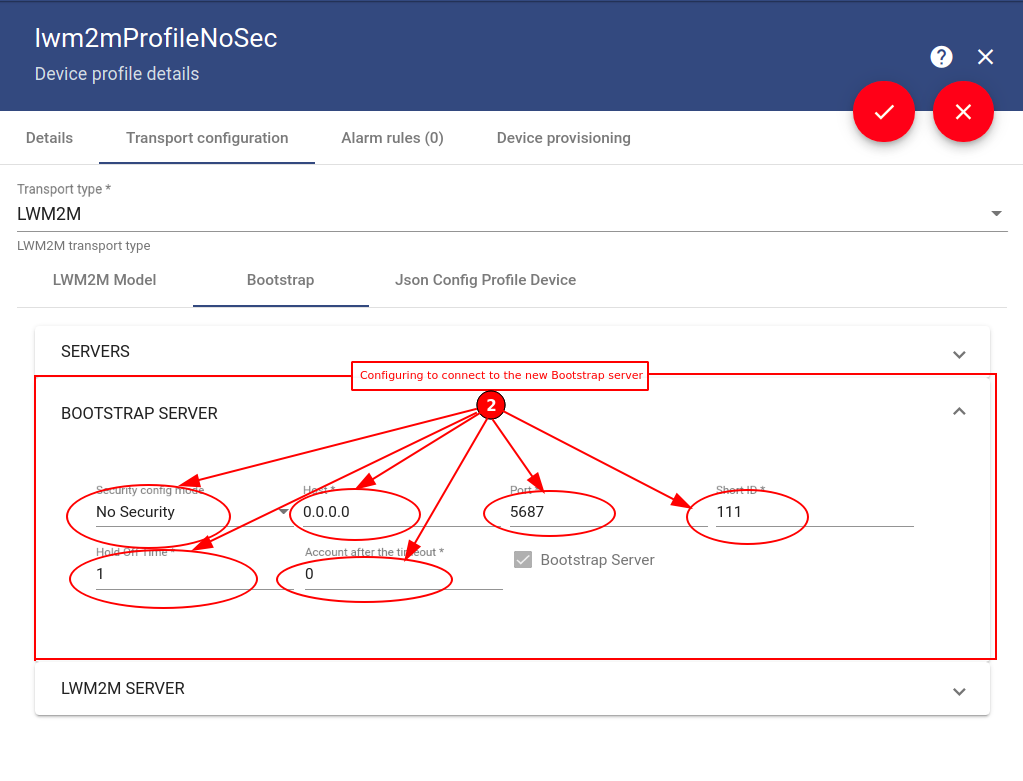 lwm2mProfileNoSec
Device profile details
?
Details Transport configuration Alarm rules (0) Device provisioning
Transport type *
LWM2M
LWM2M transport type
LWM2M Model Bootstrap Json Config Profile Device
SERVERS
Configuring to connect to the new Bootstrap server
2
BOOTSTRAP SERVER
Security config mode Host * Port * Short ID *
No Security 0.0.0.0 5687 111
Hold Off Time * Account after the timeout *
1 0 Bootstrap Server
LWM2M SERVER